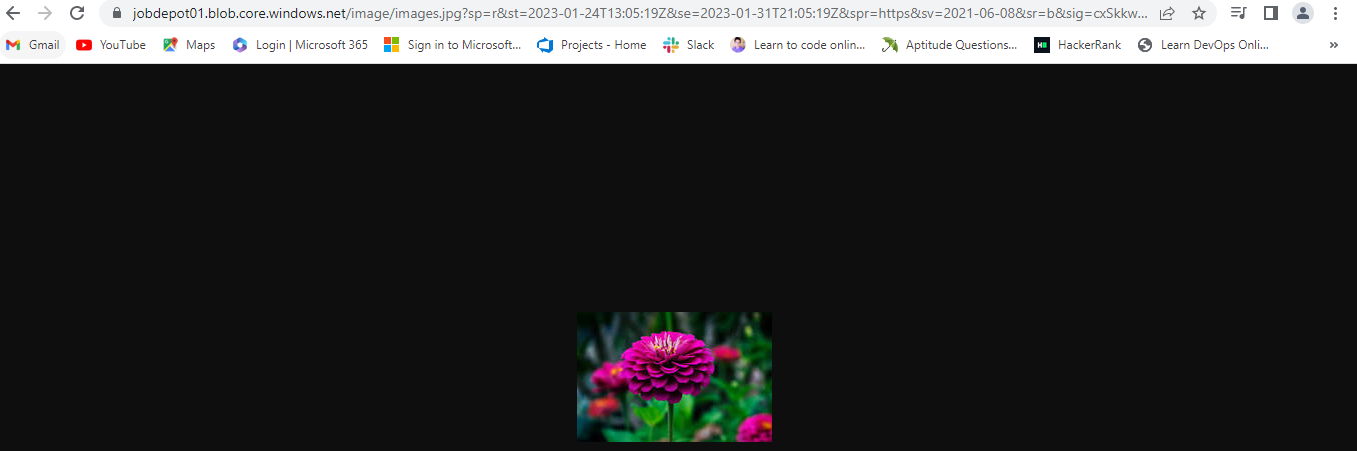 jobdepot01.blob.core.windows.net/image/images.jpg?sp=r&st=2023-01-24T13:05:19Z&se=2023-01-31T21:05:19Z&spr=https&sv=2021-06-08&sr=b&sig=cxSkkw...
Gmail YouTube Maps Login | Microsoft 365 Sign in to Microsoft... Projects - Home Slack Learn to code onlin... Aptitude Questions... HackerRank Learn DevOps Onli... »